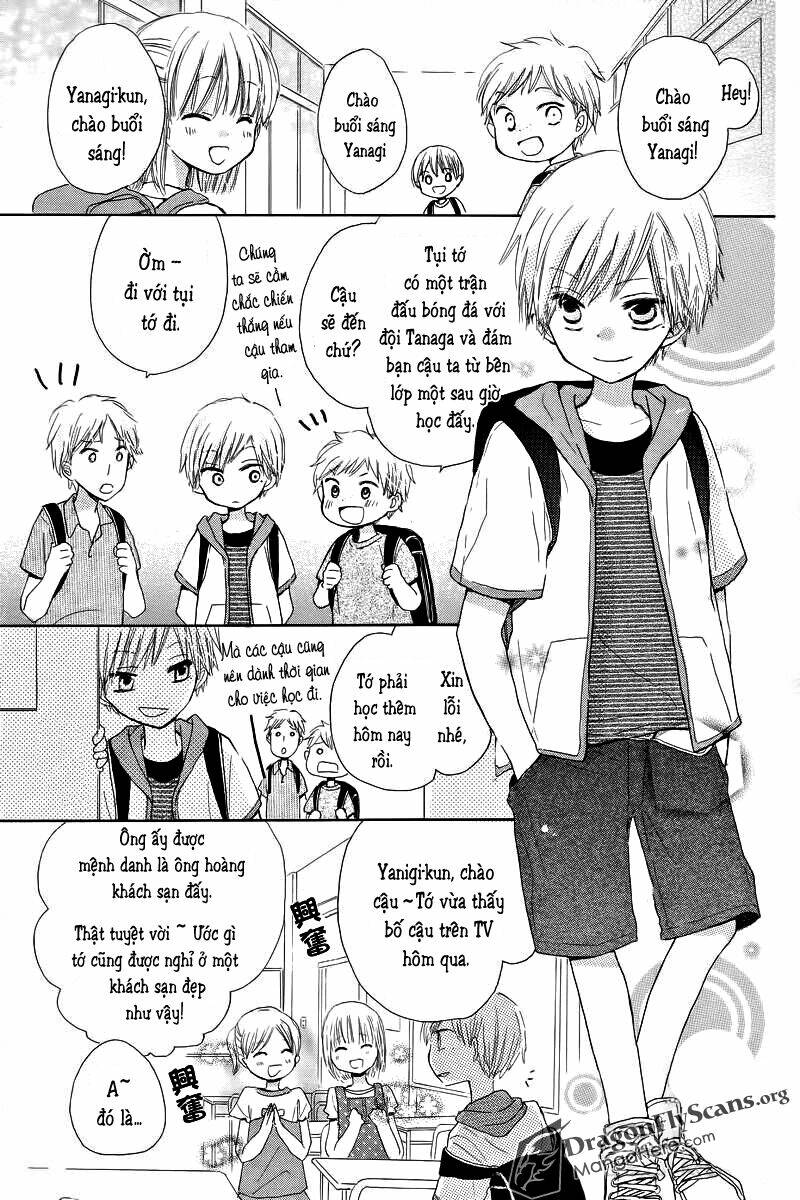 Hey!
Chào
buổi
sáng
Yanagi!
Chào
buổi
sáng
Yanagi
Yanagi-kun,
chào buổi
sáng!
Tụi tớ
có một trận
đấu bóng đá với
đội Tanaga và đám
bạn cậu ta từ bên
lớp một sau giờ
học đấy.
Cậu
sẽ đến
chứ?
Chúng
ta sẽ cầm
chắc chiến
thắng nếu
cậu tham
gia.
Ờm ~
đi với tụi
tớ đi.
Xin
lỗi
nhé,
Tớ phải
học thêm
hôm nay
rồi.
Mà các cậu cũng
nên dành thời gian
cho việc học đi.
Yanigi-kun, chào
cậu ~ Tớ vừa thấy
bố cậu trên TV
hôm qua.
興奮
Ông ấy được
mệnh danh là ông hoàng
khách sạn đấy.
Thật tuyệt vời ~ Ước gì
tớ cũng được nghỉ ở một
khách sạn đẹp
như vậy!
興奮
A~
đó là...
DragonflyScans.org
MangaHere.com